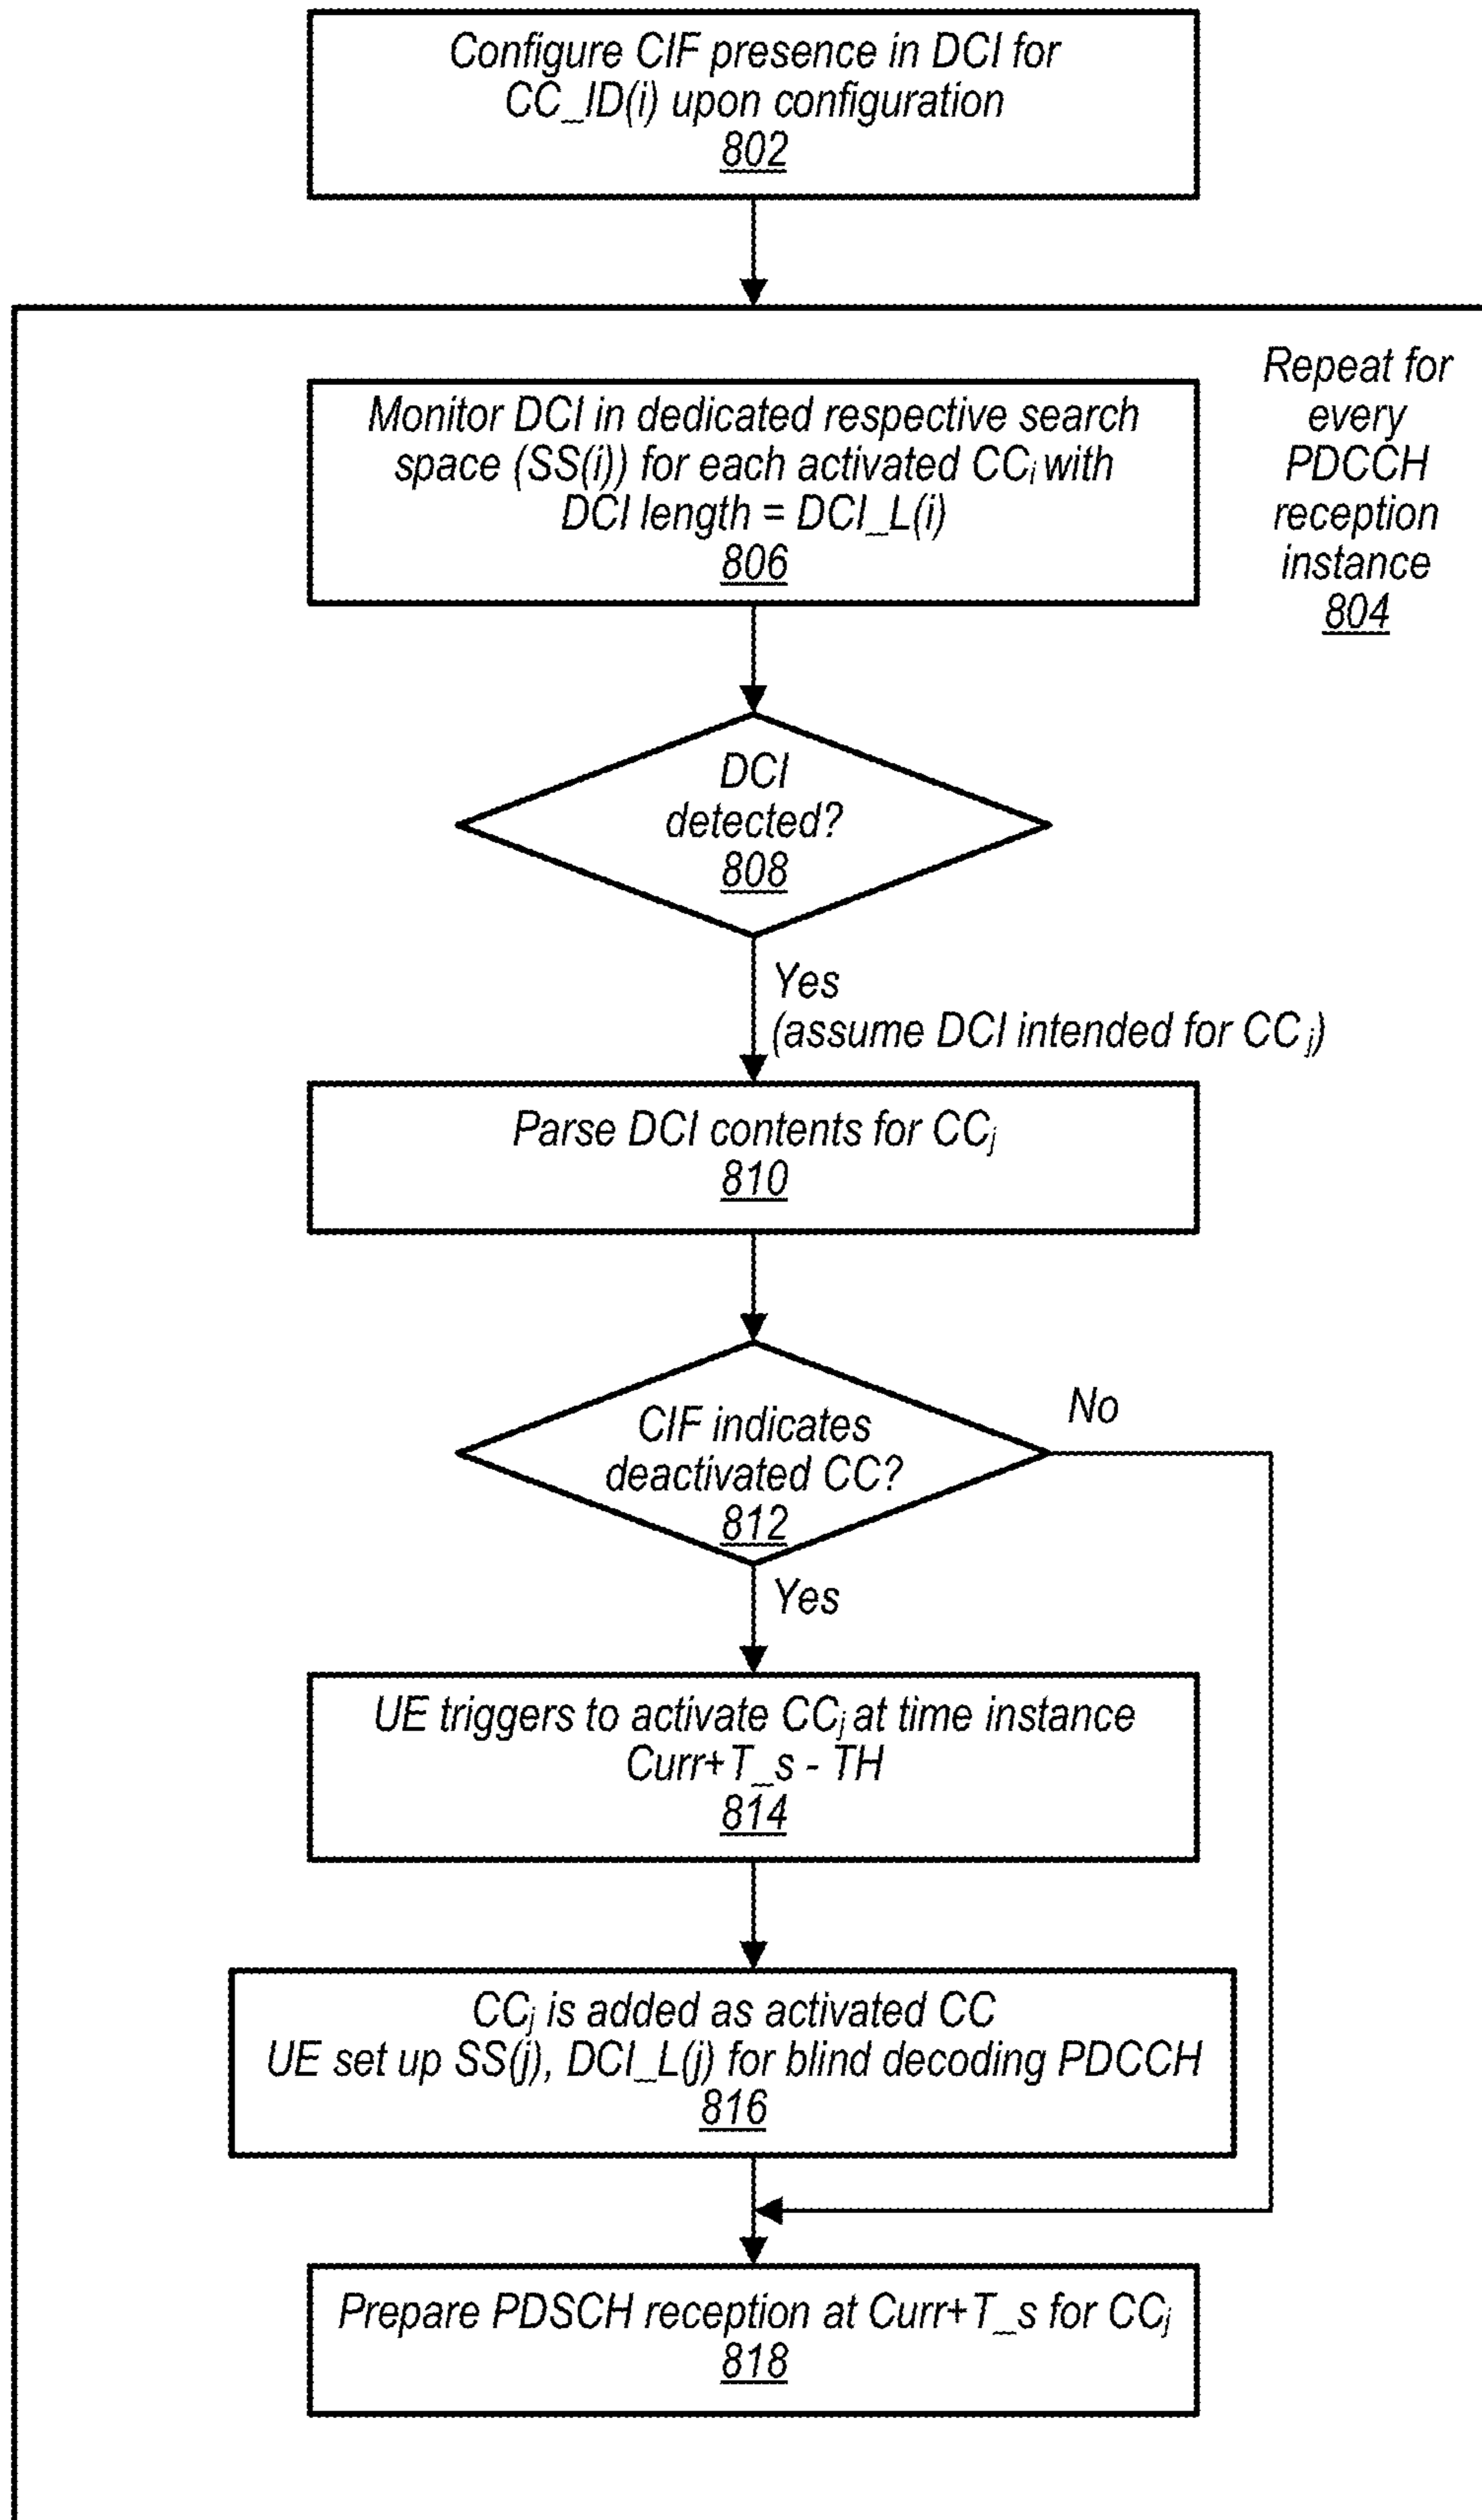 Configure CIF presence in DCI for
CC_ID(i) upon configuration
802
Repeat for
every
PDCCH
reception
instance
804
Monitor DCI in dedicated respective search
space (SS(i)) for each activated CCi with
DCI length = DCI_L(i)
806
DCI
detected?
808
Yes
(assume DCI intended for CCj)
Parse DCI contents for CCj
810
CIF indicates
deactivated CC?
812
No
Yes
UE triggers to activate CCj at time instance
Curr+T_s - TH
814
CCj is added as activated CC
UE set up SS(j), DCI_L(j) for blind decoding PDCCH
816
Prepare PDSCH reception at Curr+T_s for CCj
818